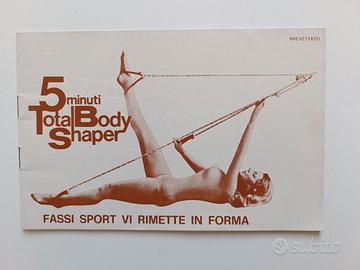 BREVETTATO
5 minuti
Total Body
Shaper
FASSI SPORT VI RIMETTE IN FORMA
subito